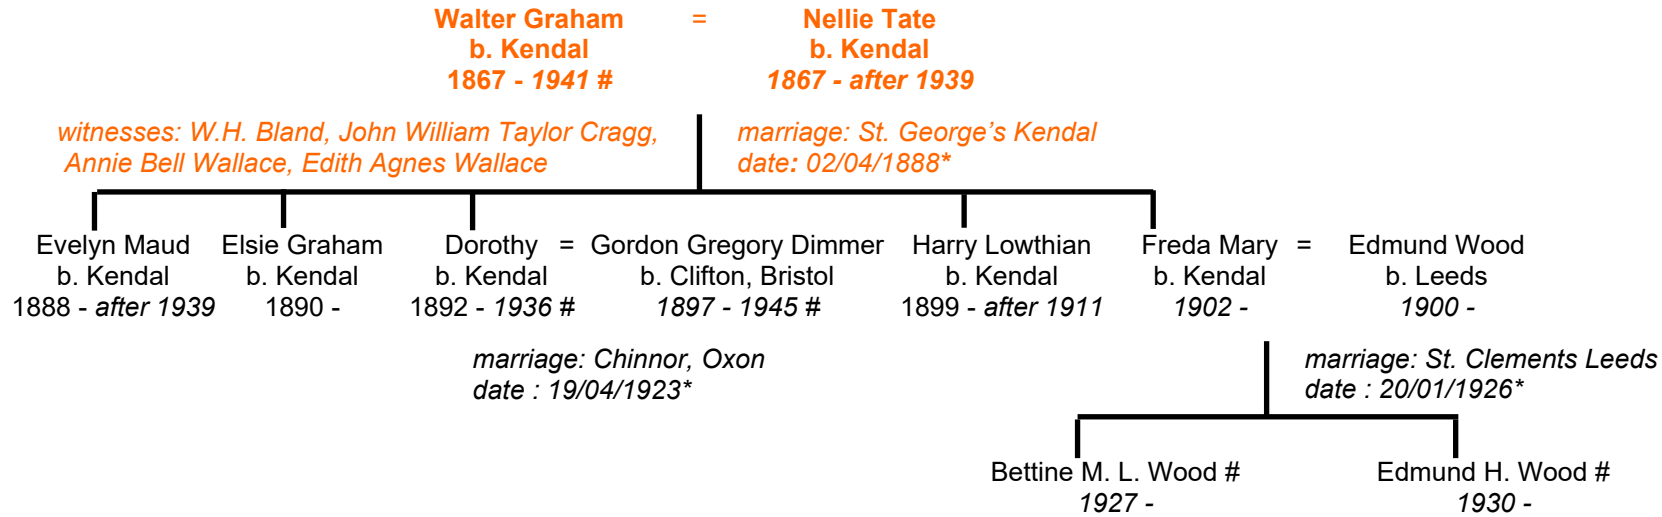 Walter Graham = Nellie Tate
b. Kendal b. Kendal
1867 - 1941 # 1867 - after 1939
witnesses: W.H. Bland, John William Taylor Cragg, marriage: St. George's Kendal
Annie Bell Wallace, Edith Agnes Wallace date: 02/04/1888*
Evelyn Maud Elsie Graham Dorothy = Gordon Gregory Dimmer Harry Lowthian Freda Mary = Edmund Wood
b. Kendal b. Kendal b. Kendal b. Clifton, Bristol b. Kendal b. Kendal b. Leeds
1888 - after 1939 1890 - 1892 - 1936 # 1897 - 1945 # 1899 - after 1911 1902 - 1900 -
marriage: Chinnor, Oxon marriage: St. Clements Leeds
date : 19/04/1923* date : 20/01/1926*
Bettine M. L. Wood # Edmund H. Wood #
1927 - 1930 -